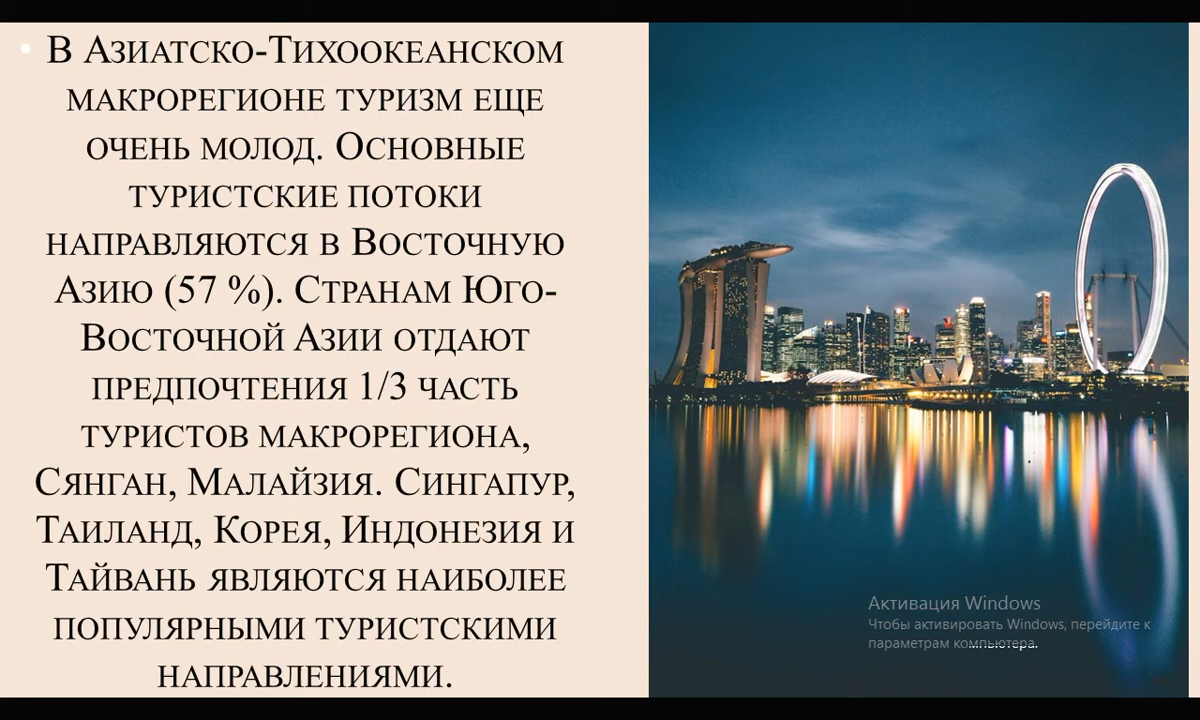 • В Азиатско-Тихоокеанском
макрорегионе туризм еще
очень молод. Основные
туристские потоки
направляются в Восточную
Азию (57 %). Странам Юго-
Восточной Азии отдают
предпочтения 1/3 часть
туристов макрорегиона,
Сянган, Малайзия. Сингапур,
Таиланд, Корея, Индонезия и
Тайвань являются наиболее
популярными туристскими
направлениями.
Активация Windows
Чтобы активировать Windows, перейдите к
параметрам компьютера.